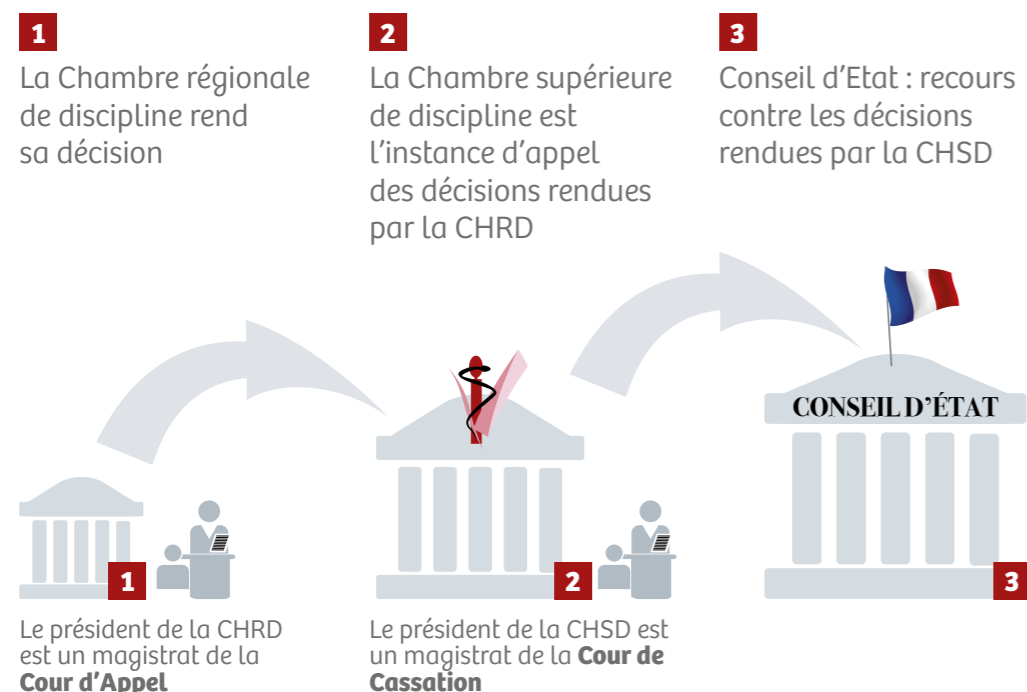 1
La Chambre régionale
de discipline rend
sa décision
2
La Chambre supérieure
de discipline est
l’instance d’appel
des décisions rendues
par la CHRD
3
Conseil d’Etat : recours
contre les décisions
rendues par la CHSD
CONSEIL D’ÉTAT
1
2
3
Le président de la CHRD
est un magistrat de la
Cour d’Appel
Le président de la CHSD est
un magistrat de la Cour de
Cassation